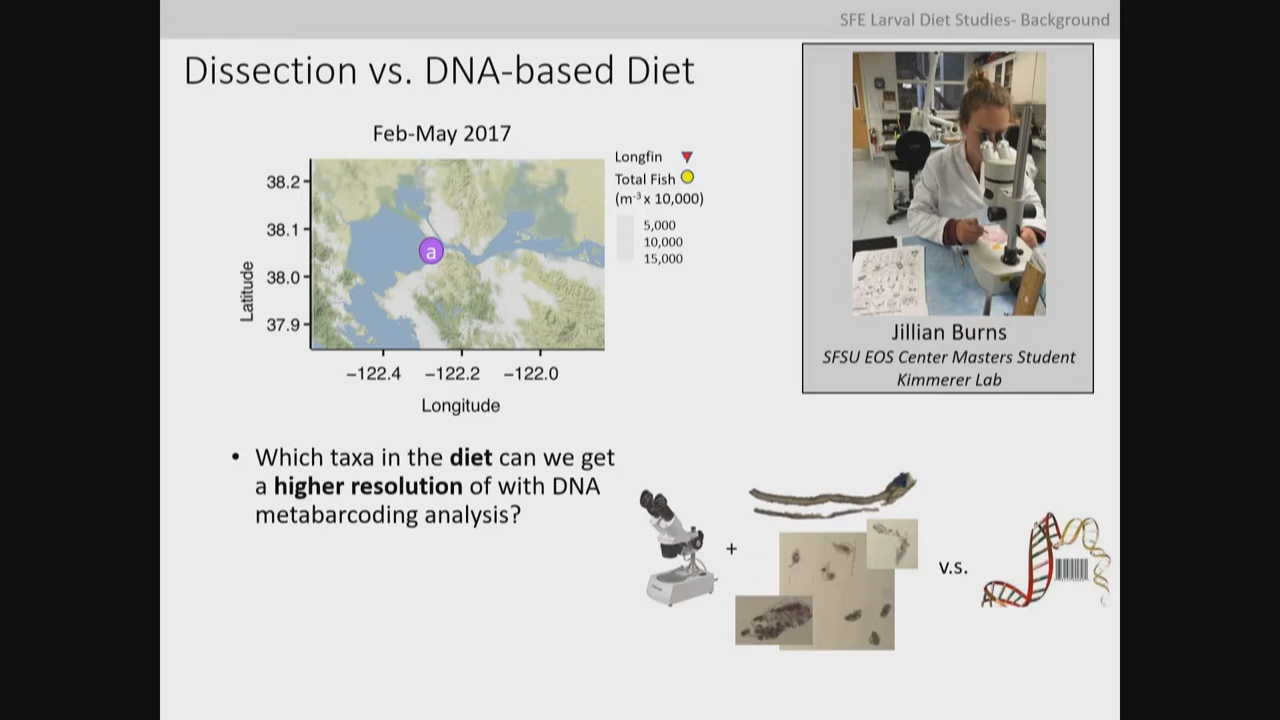 SFE Larval Diet Studies- Background
Dissection vs. DNA-based Diet
Feb-May 2017
Longfin
Total Fish
(m-3 x 10,000)
5,000
10,000
15,000
38.2
38.1
38.0
37.9
Latitude
a
−122.4 −122.2 −122.0
Longitude
Jillian Burns
SFSU EOS Center Masters Student
Kimmerer Lab
• Which taxa in the diet can we get
a higher resolution of with DNA
metabarcoding analysis?
+
v.s.